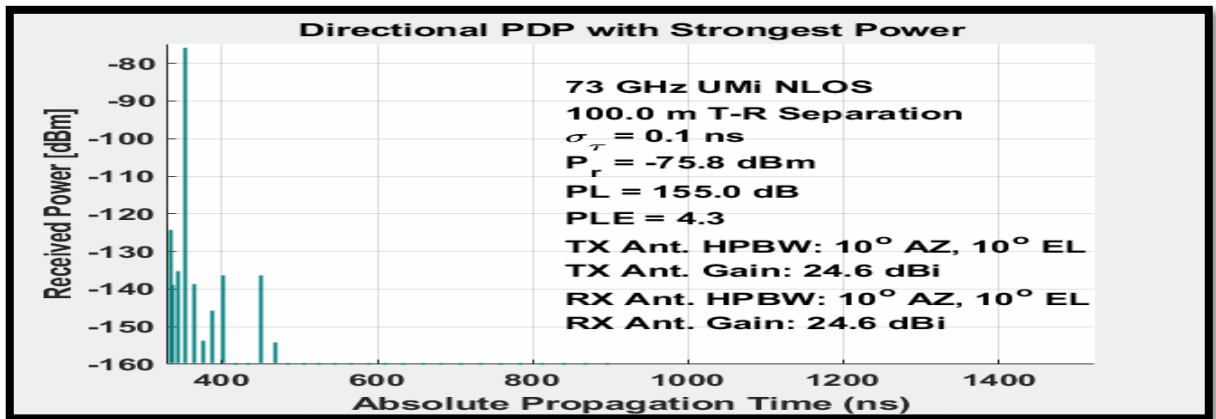 Directional PDP with Strongest Power
Received Power [dBm]
-80
-90
-100
-110
-120
-130
-140
-150
-160
73 GHz UMi NLOS
100.0 m T-R Separation
σ_τ = 0.1 ns
P_r = -75.8 dBm
PL = 155.0 dB
PLE = 4.3
TX Ant. HPBW: 10° AZ, 10° EL
TX Ant. Gain: 24.6 dBi
RX Ant. HPBW: 10° AZ, 10° EL
RX Ant. Gain: 24.6 dBi
400 600 800 1000 1200 1400
Absolute Propagation Time (ns)